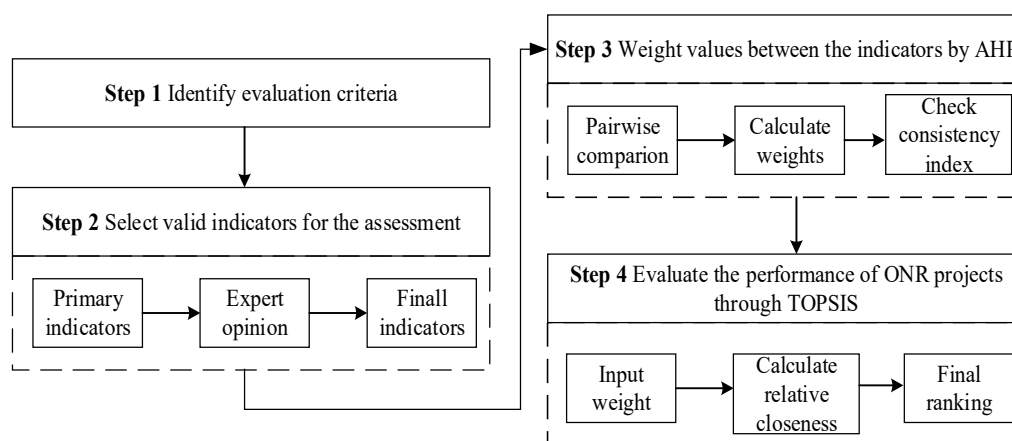 Step 1 Identify evaluation criteria
Step 2 Select valid indicators for the assessment
Primary
indicators
Expert
opinion
Finall
indicators
Step 3 Weight values between the indicators by AHP
Pairwise
comparion
Calculate
weights
Check
consistency
index
Step 4 Evaluate the performance of ONR projects
through TOPSIS
Input
weight
Calculate
relative
closeness
Final
ranking